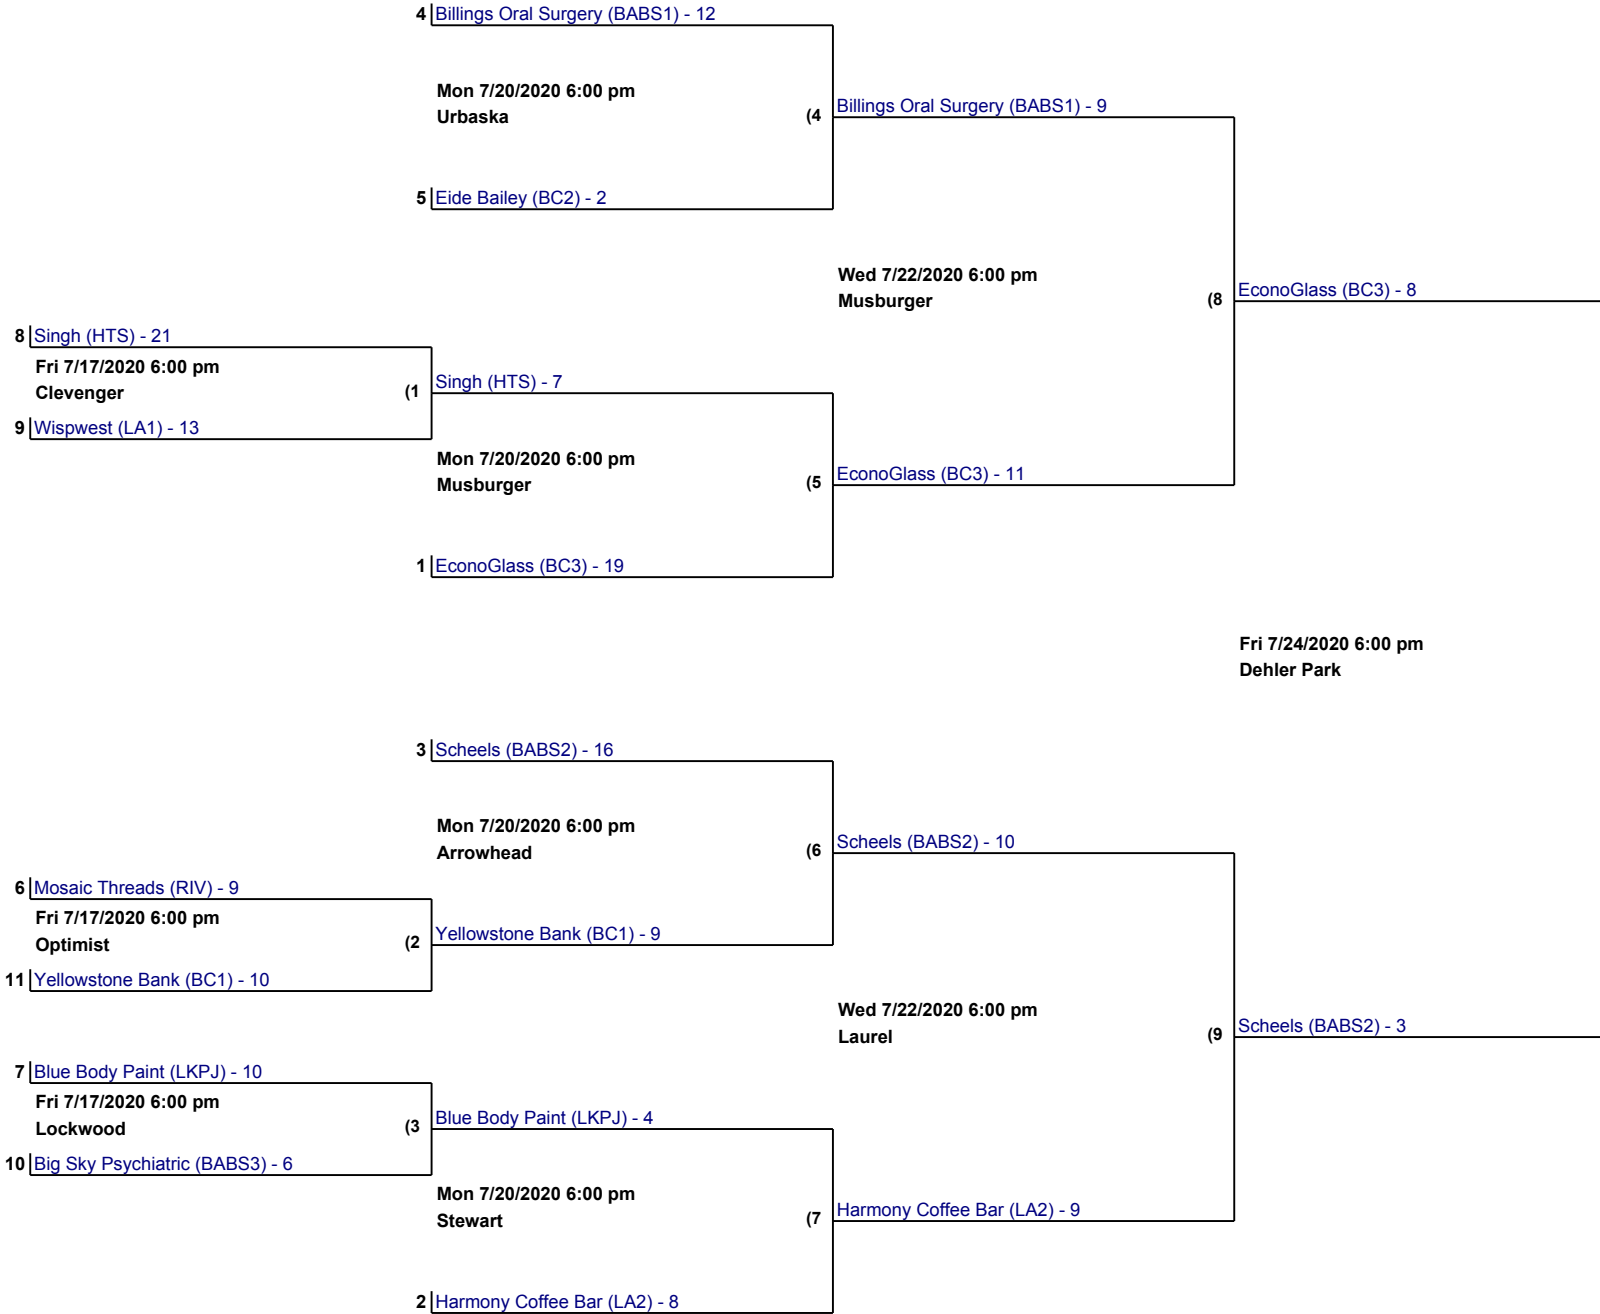 4 Billings Oral Surgery (BABS1) - 12
Mon 7/20/2020 6:00 pm
Urbaska
(4
Billings Oral Surgery (BABS1) - 9
5 Eide Bailey (BC2) - 2
Wed 7/22/2020 6:00 pm
Musburger
(8
EconoGlass (BC3) - 8
8 Singh (HTS) - 21
Fri 7/17/2020 6:00 pm
Clevenger
(1
Singh (HTS) - 7
9 Wispwest (LA1) - 13
Mon 7/20/2020 6:00 pm
Musburger
(5
EconoGlass (BC3) - 11
1 EconoGlass (BC3) - 19
Fri 7/24/2020 6:00 pm
Dehler Park
3 Scheels (BABS2) - 16
Mon 7/20/2020 6:00 pm
Arrowhead
(6
Scheels (BABS2) - 10
6 Mosaic Threads (RIV) - 9
Fri 7/17/2020 6:00 pm
Optimist
(2
Yellowstone Bank (BC1) - 9
11 Yellowstone Bank (BC1) - 10
Wed 7/22/2020 6:00 pm
Laurel
(9
Scheels (BABS2) - 3
7 Blue Body Paint (LKPJ) - 10
Fri 7/17/2020 6:00 pm
Lockwood
(3
Blue Body Paint (LKPJ) - 4
10 Big Sky Psychiatric (BABS3) - 6
Mon 7/20/2020 6:00 pm
Stewart
(7
Harmony Coffee Bar (LA2) - 9
2 Harmony Coffee Bar (LA2) - 8